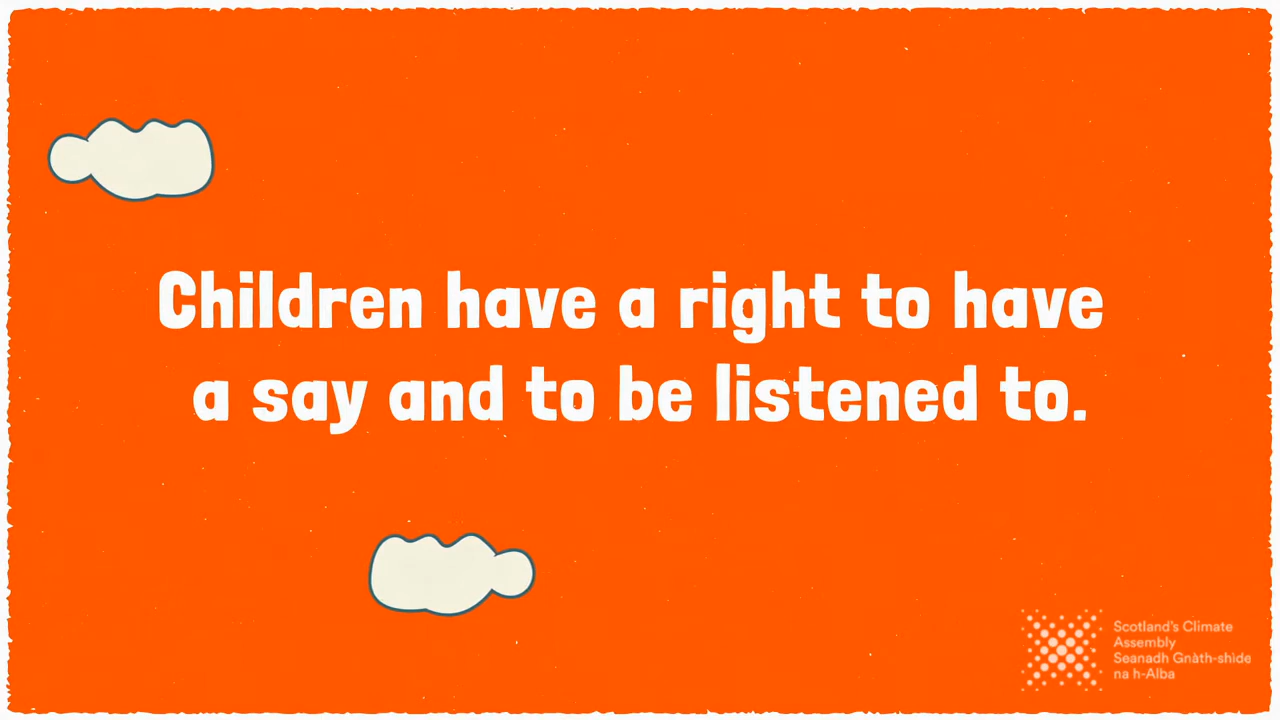 Children have a right to have
a say and to be listened to.
Scotland's Climate
Assembly
Seanadh Gnàth-shìde
na h-Alba